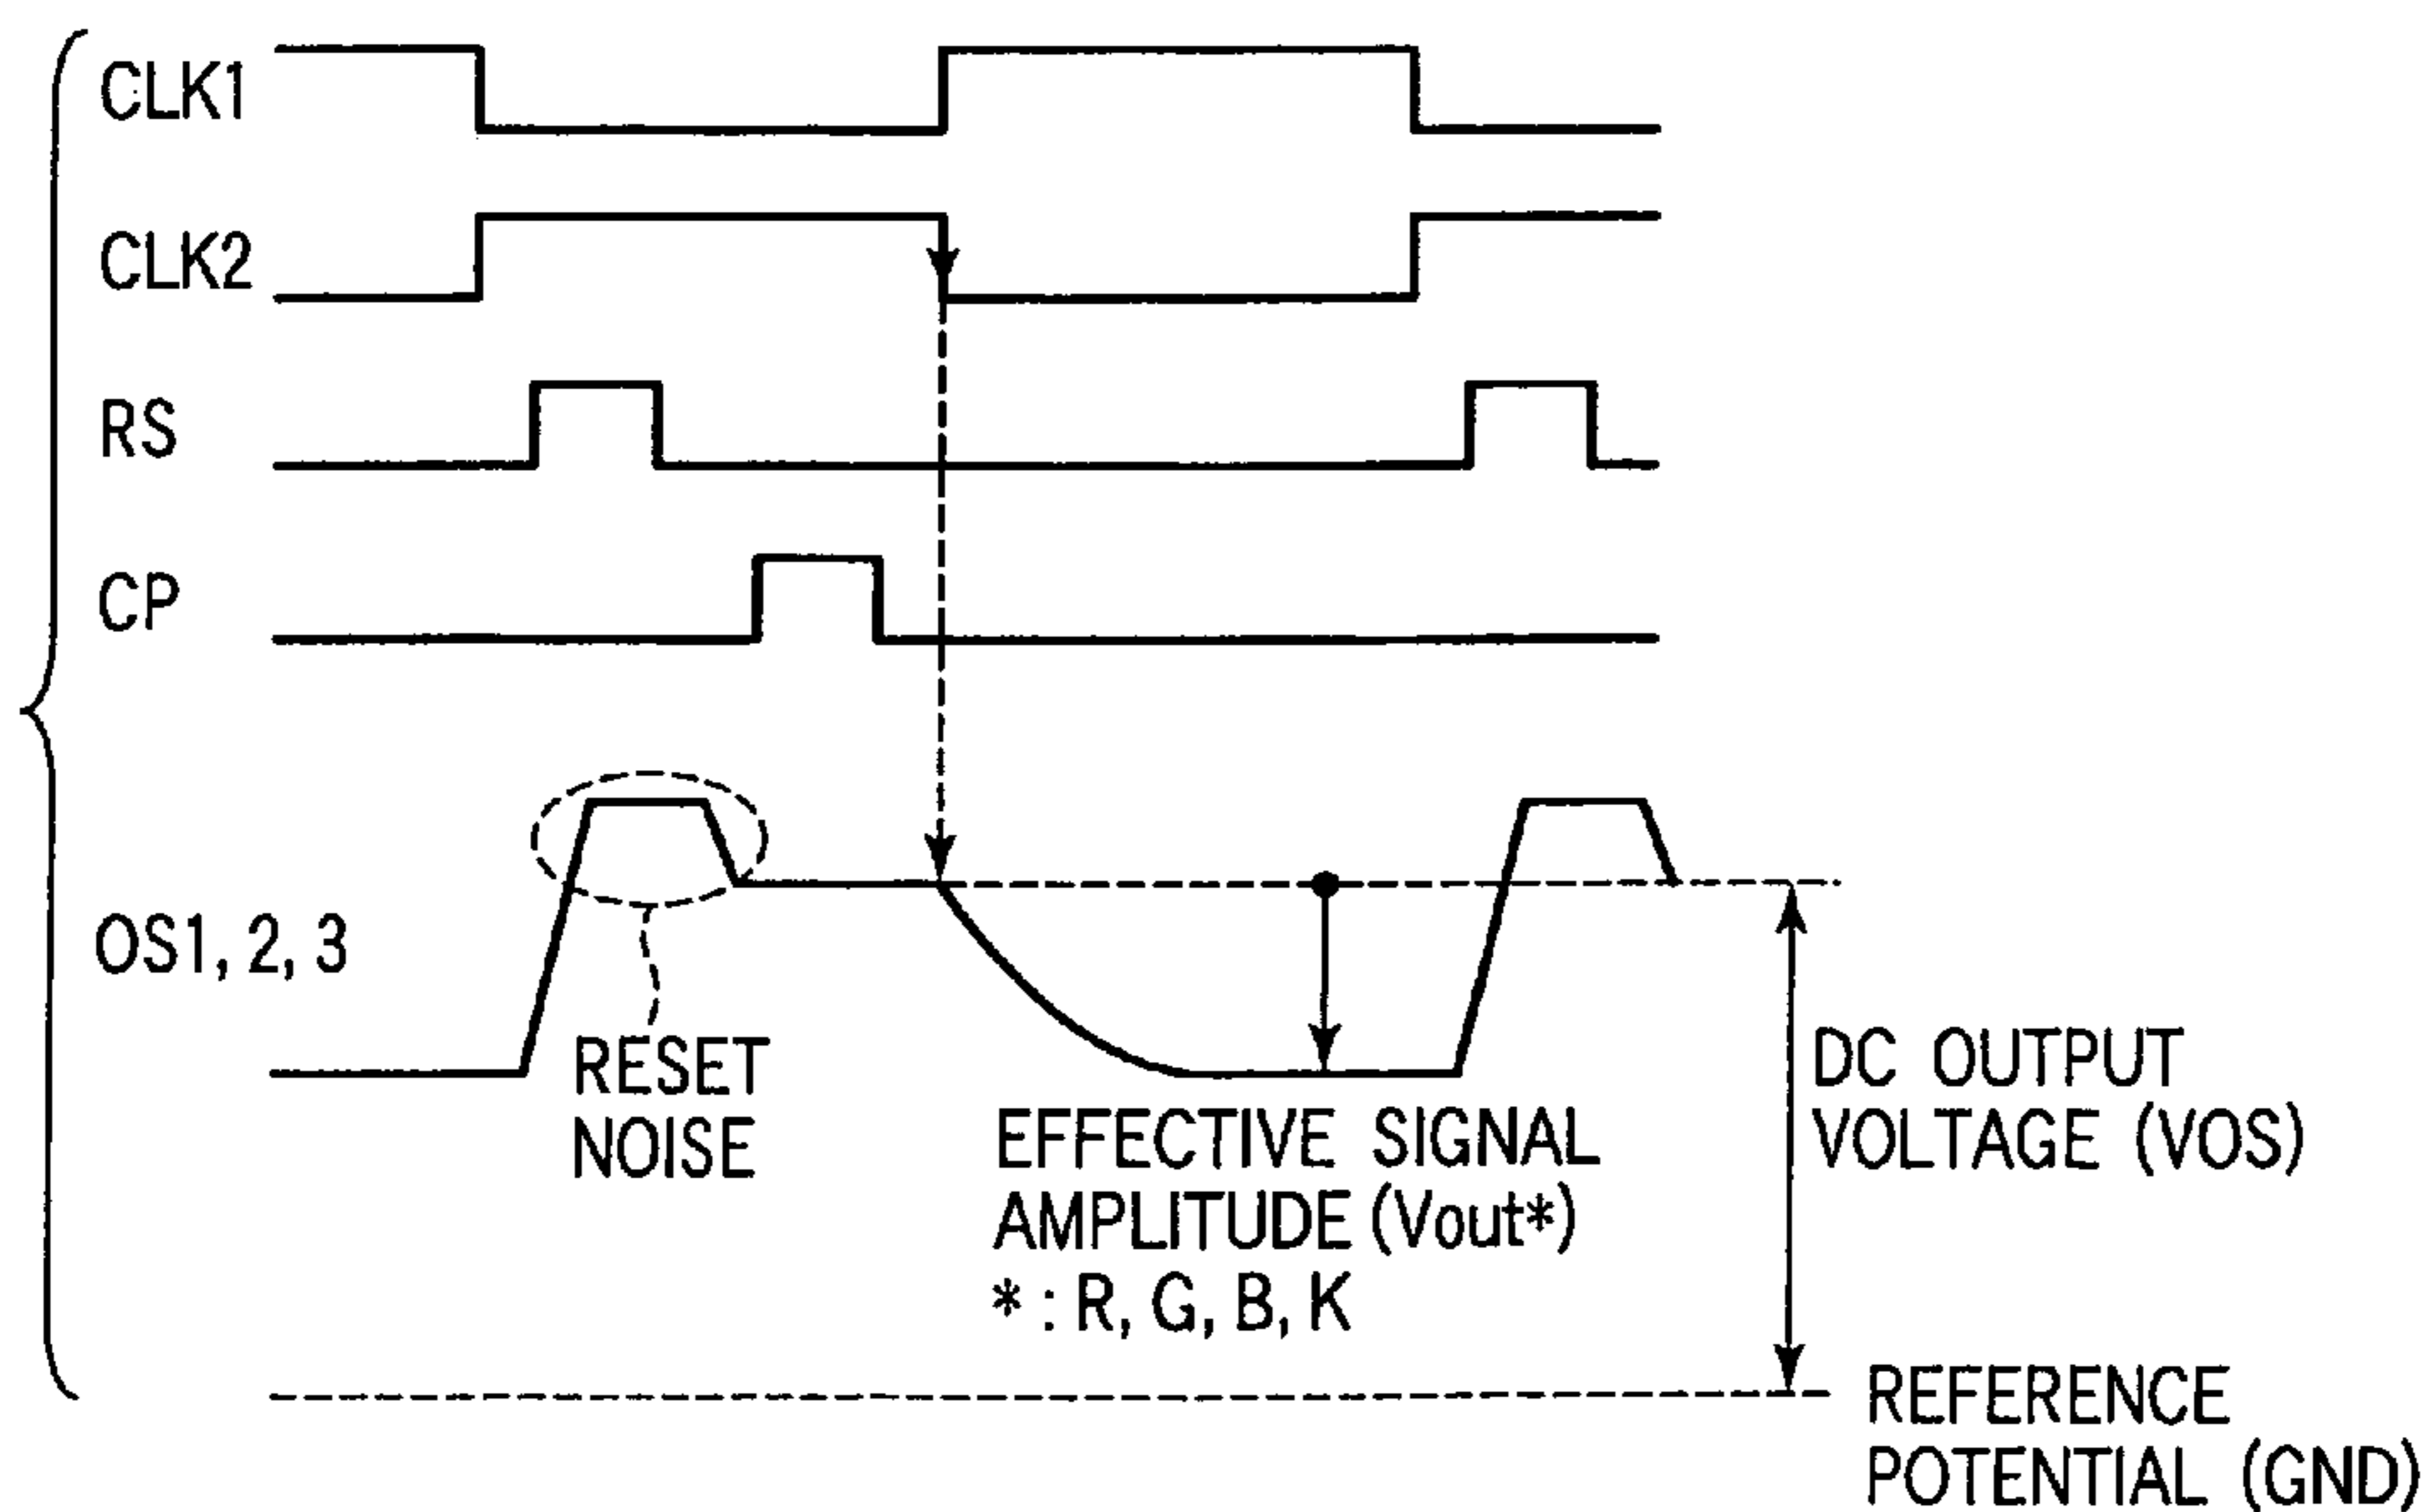 CLK1
CLK2
RS
CP
OS1, 2, 3
RESET
NOISE
EFFECTIVE SIGNAL
AMPLITUDE (Vout*)
* : R, G, B, K
DC OUTPUT
VOLTAGE (VOS)
REFERENCE
POTENTIAL (GND)